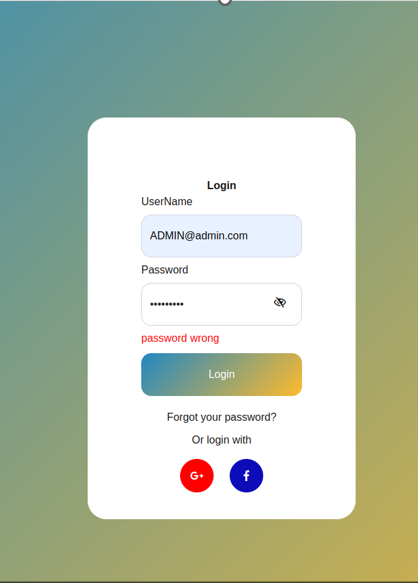 Login
UserName
ADMIN@admin.com
Password
•••••••••
password wrong
Login
Forgot your password?
Or login with
G+
f